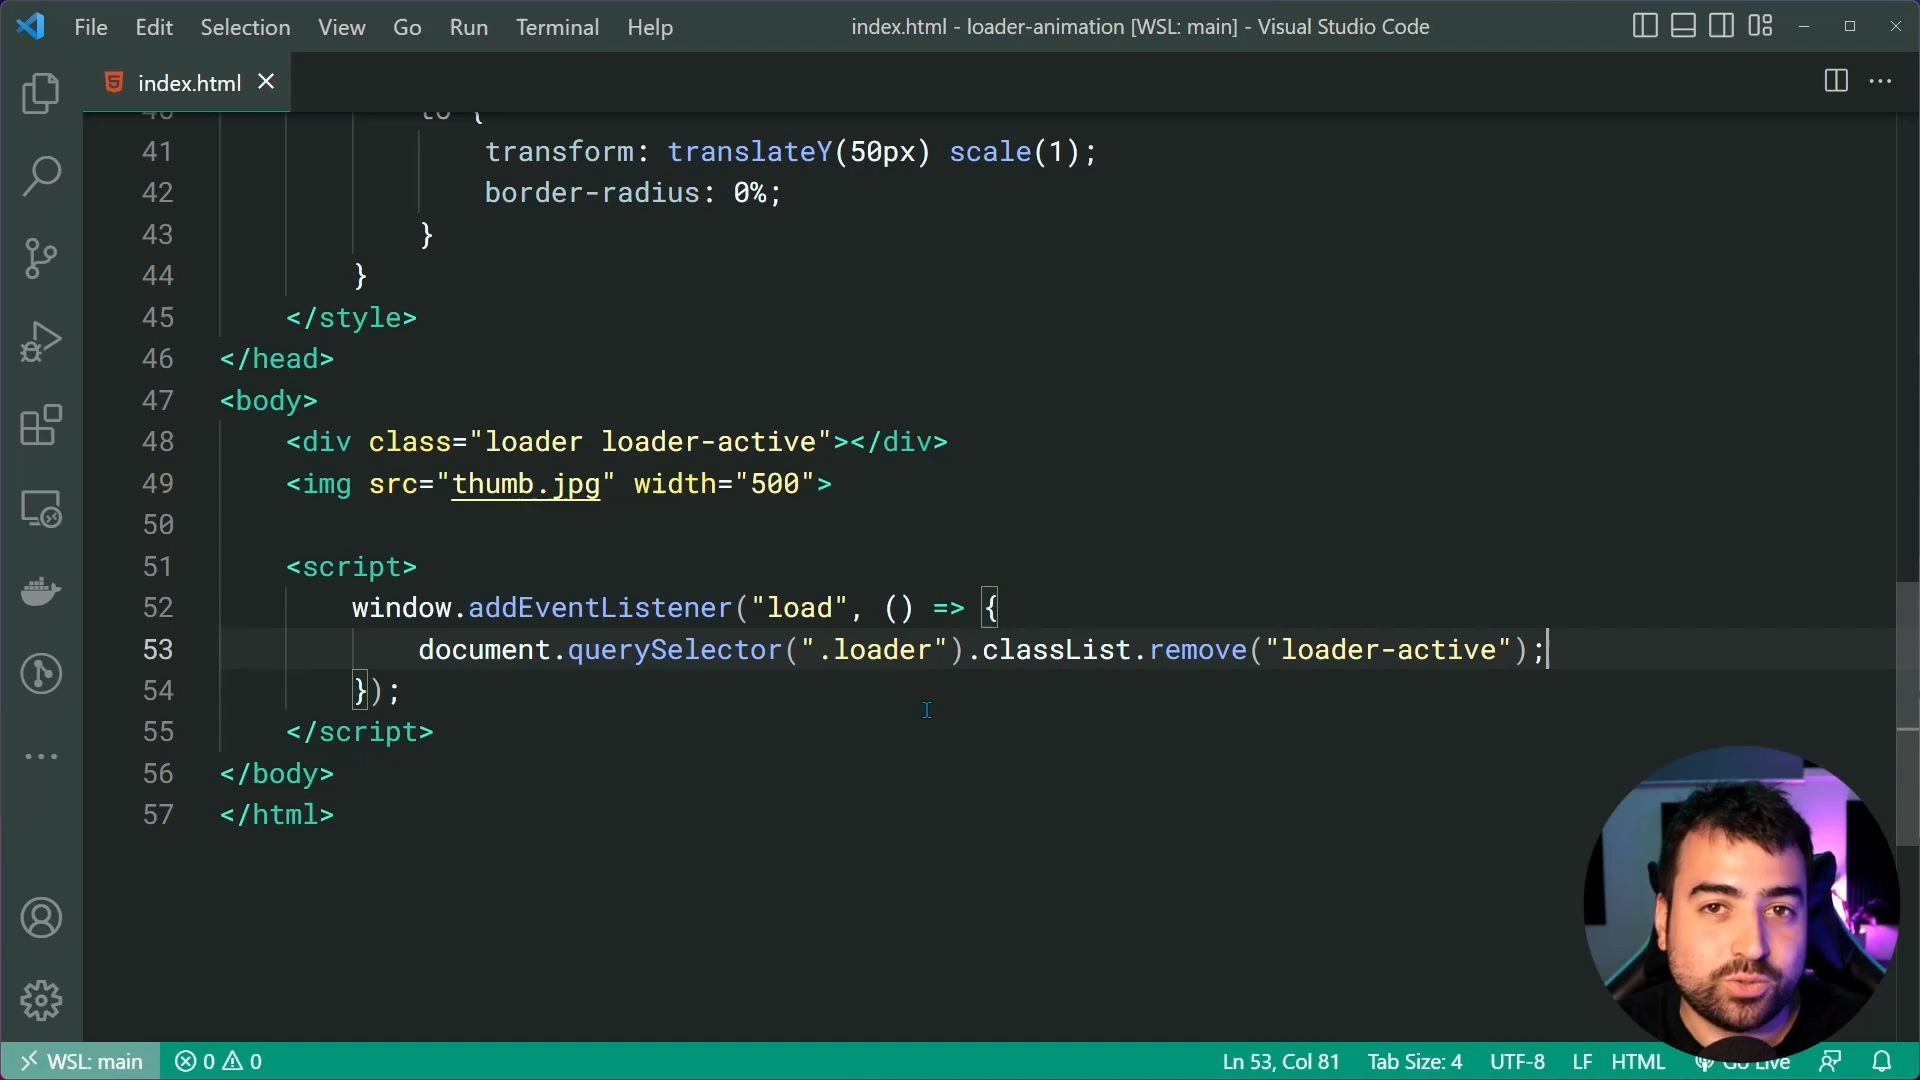 File Edit Selection View Go Run Terminal Help index.html - loader-animation [WSL: main] - Visual Studio Code
index.html
40 to {
41 transform: translateY(50px) scale(1);
42 border-radius: 0%;
43 }
44 }
45 </style>
46 </head>
47 <body>
48 <div class="loader loader-active"></div>
49 <img src="thumb.jpg" width="500">
50
51 <script>
52 window.addEventListener("load", () => {
53 document.querySelector(".loader").classList.remove("loader-active");
54 });
55 </script>
56 </body>
57 </html>
WSL: main 0 0 Ln 53, Col 81 Tab Size: 4 UTF-8 LF HTML Go Live